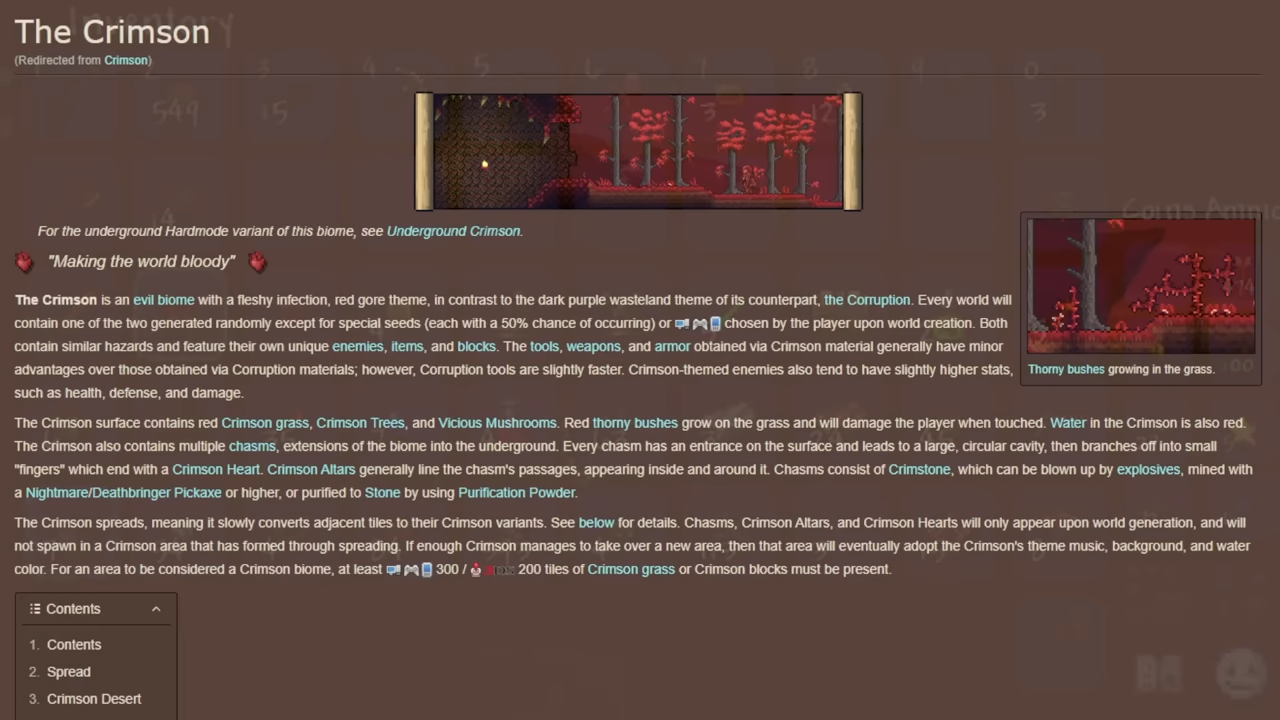 The Crimson
(Redirected from Crimson)
For the underground Hardmode variant of this biome, see Underground Crimson.
"Making the world bloody"
The Crimson is an evil biome with a fleshy infection, red gore theme, in contrast to the dark purple wasteland theme of its counterpart, the Corruption. Every world will
contain one of the two generated randomly except for special seeds (each with a 50% chance of occurring) or chosen by the player upon world creation. Both
contain similar hazards and feature their own unique enemies, items, and blocks. The tools, weapons, and armor obtained via Crimson material generally have minor
advantages over those obtained via Corruption materials; however, Corruption tools are slightly faster. Crimson-themed enemies also tend to have slightly higher stats,
such as health, defense, and damage.
Thorny bushes growing in the grass.
The Crimson surface contains red Crimson grass, Crimson Trees, and Vicious Mushrooms. Red thorny bushes grow on the grass and will damage the player when touched. Water in the Crimson is also red.
The Crimson also contains multiple chasms, extensions of the biome into the underground. Every chasm has an entrance on the surface and leads to a large, circular cavity, then branches off into small
"fingers" which end with a Crimson Heart. Crimson Altars generally line the chasm's passages, appearing inside and around it. Chasms consist of Crimstone, which can be blown up by explosives, mined with
a Nightmare/Deathbringer Pickaxe or higher, or purified to Stone by using Purification Powder.
The Crimson spreads, meaning it slowly converts adjacent tiles to their Crimson variants. See below for details. Chasms, Crimson Altars, and Crimson Hearts will only appear upon world generation, and will
not spawn in a Crimson area that has formed through spreading. If enough Crimson manages to take over a new area, then that area will eventually adopt the Crimson's theme music, background, and water
color. For an area to be considered a Crimson biome, at least 300 / 200 tiles of Crimson grass or Crimson blocks must be present.
Contents
1. Contents
2. Spread
3. Crimson Desert